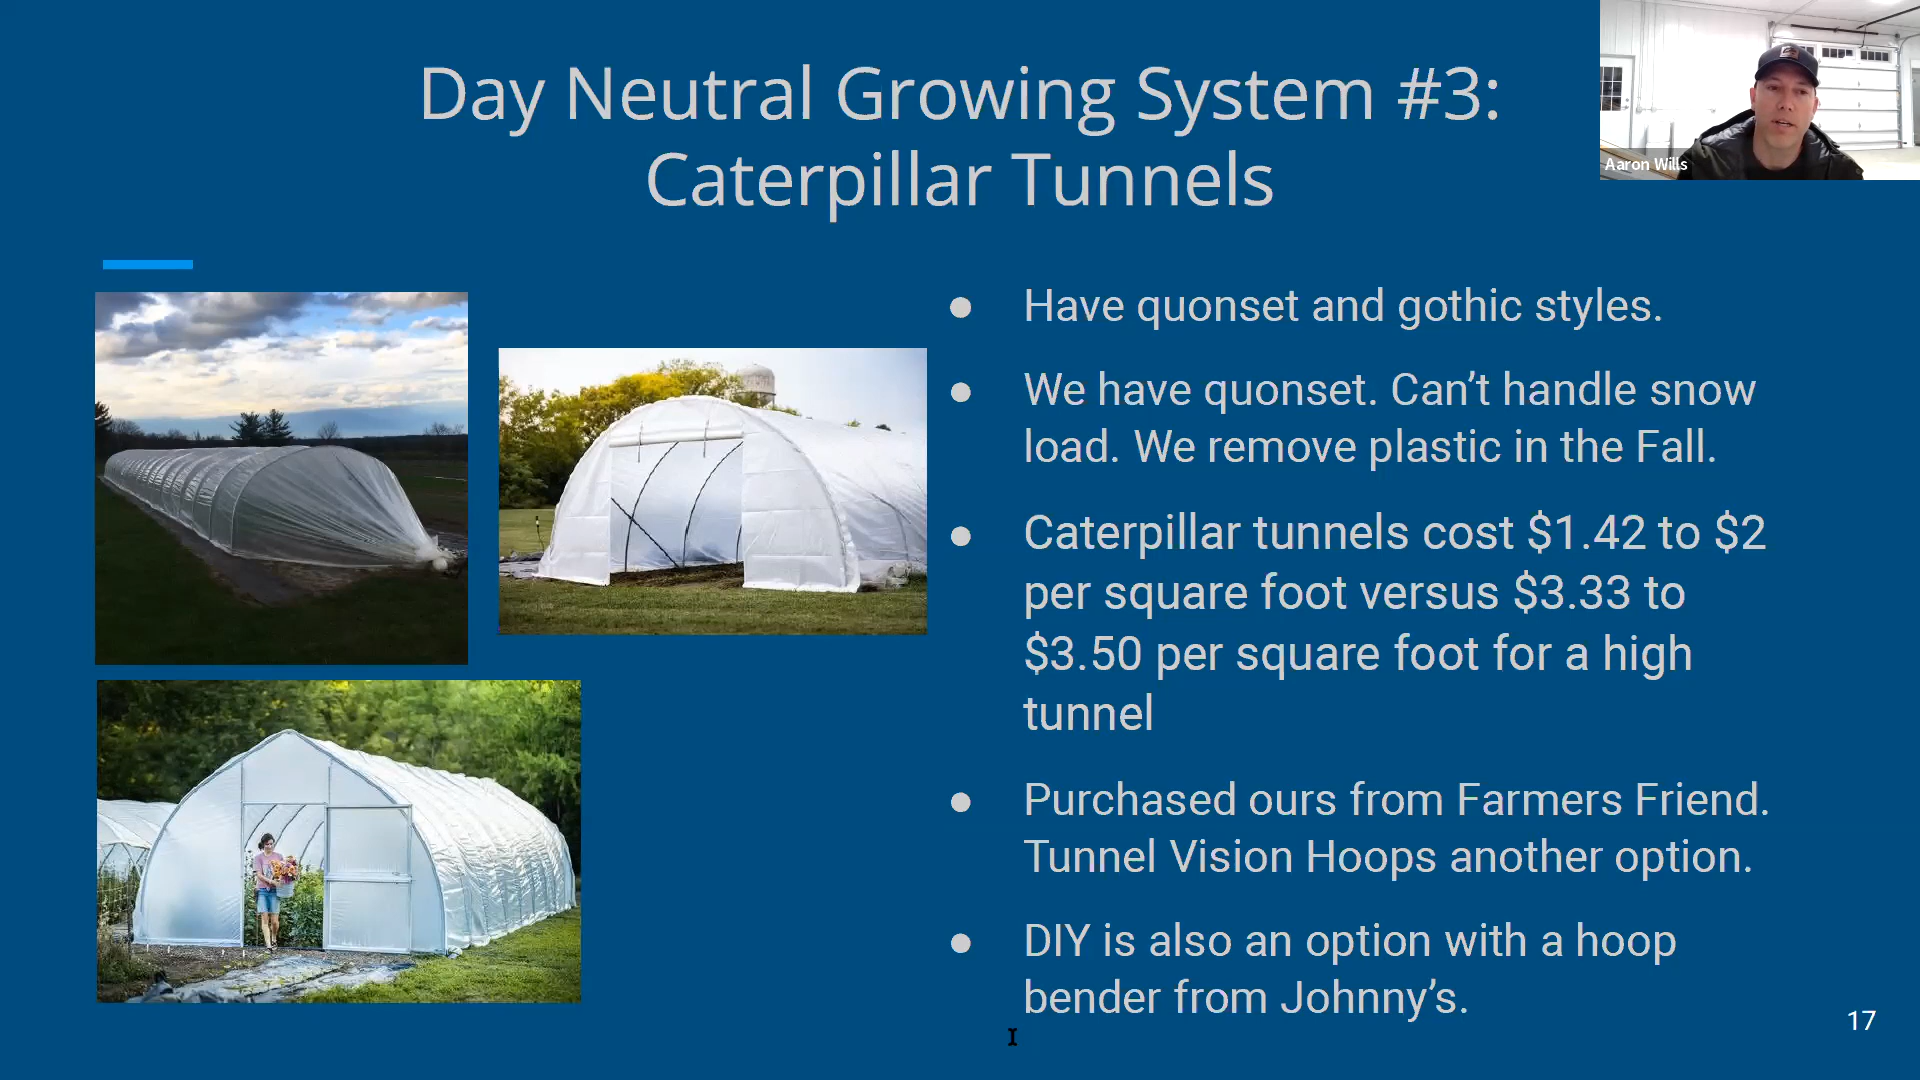 Day Neutral Growing System #3:
Caterpillar Tunnels
Aaron Wills
● Have quonset and gothic styles.
● We have quonset. Can’t handle snow
load. We remove plastic in the Fall.
● Caterpillar tunnels cost $1.42 to $2
per square foot versus $3.33 to
$3.50 per square foot for a high
tunnel
● Purchased ours from Farmers Friend.
Tunnel Vision Hoops another option.
● DIY is also an option with a hoop
bender from Johnny’s.
17